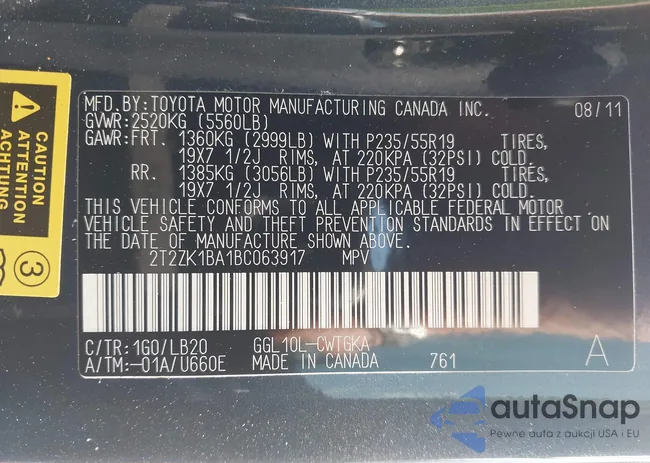 CAUTION
ATTENTION
ACHTUNG
3
MFD.BY:TOYOTA MOTOR MANUFACTURING CANADA INC. 08/11
GVWR:2520KG (5560LB)
GAWR:FRT. 1360KG (2999LB) WITH P235/55R19 TIRES,
19X7 1/2J RIMS, AT 220KPA (32PSI) COLD.
RR. 1385KG (3056LB) WITH P235/55R19 TIRES,
19X7 1/2J RIMS, AT 220KPA (32PSI) COLD.
THIS VEHICLE CONFORMS TO ALL APPLICABLE FEDERAL MOTOR
VEHICLE SAFETY AND THEFT PREVENTION STANDARDS IN EFFECT ON
THE DATE OF MANUFACTURE SHOWN ABOVE.
2T2ZK1BA1BC063917 MPV
C/TR:1G0/LB20 GGL10L-CWTGKA
A/TM:-01A/U660E MADE IN CANADA 761 A
autaSnap
Pewne auta z aukcji USA i EU